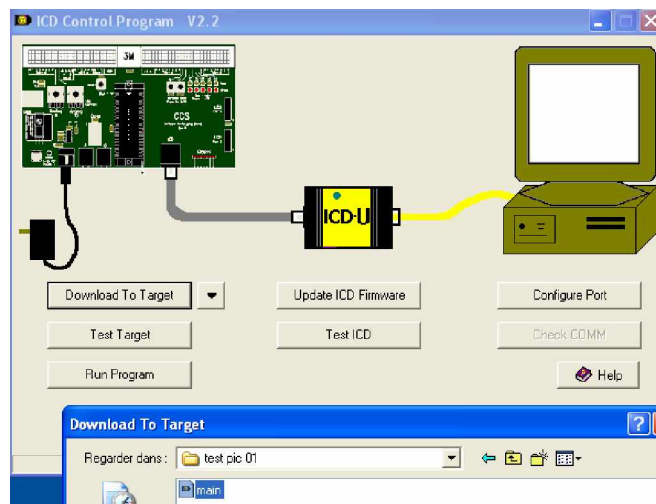 ICD Control Program V2.2
3M
CCS
ICD-U
Download To Target
Update ICD Firmware
Configure Port
Test Target
Test ICD
Check COMM
Run Program
Help
Download To Target
?
Regarder dans :
test pic 01
main